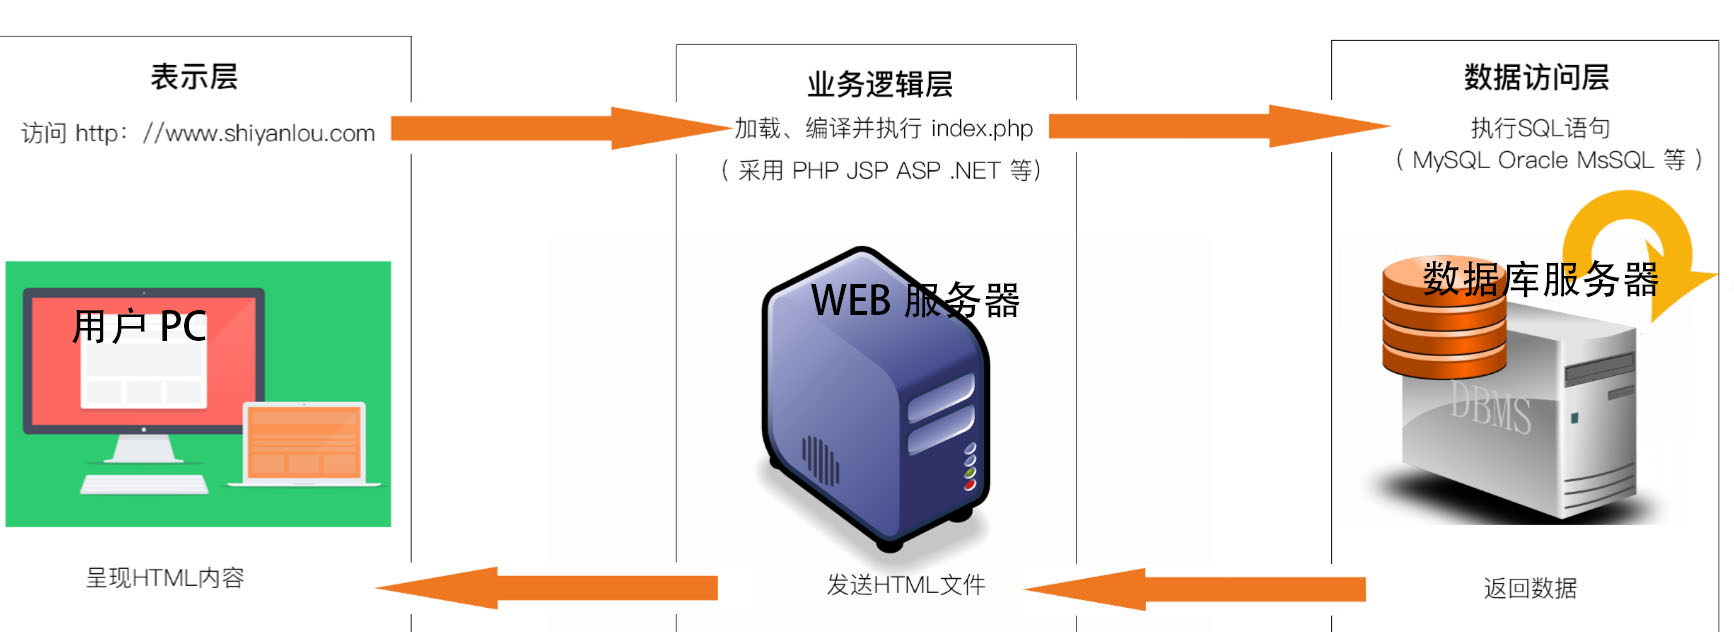 表示层
访问 http：//www.shiyanlou.com
业务逻辑层
加载、编译并执行 index.php
（ 采用 PHP JSP ASP .NET 等）
数据访问层
执行SQL语句
（ MySQL Oracle MsSQL 等 ）
用户 PC
WEB 服务器
数据库服务器
DBMS
呈现HTML内容
发送HTML文件
返回数据